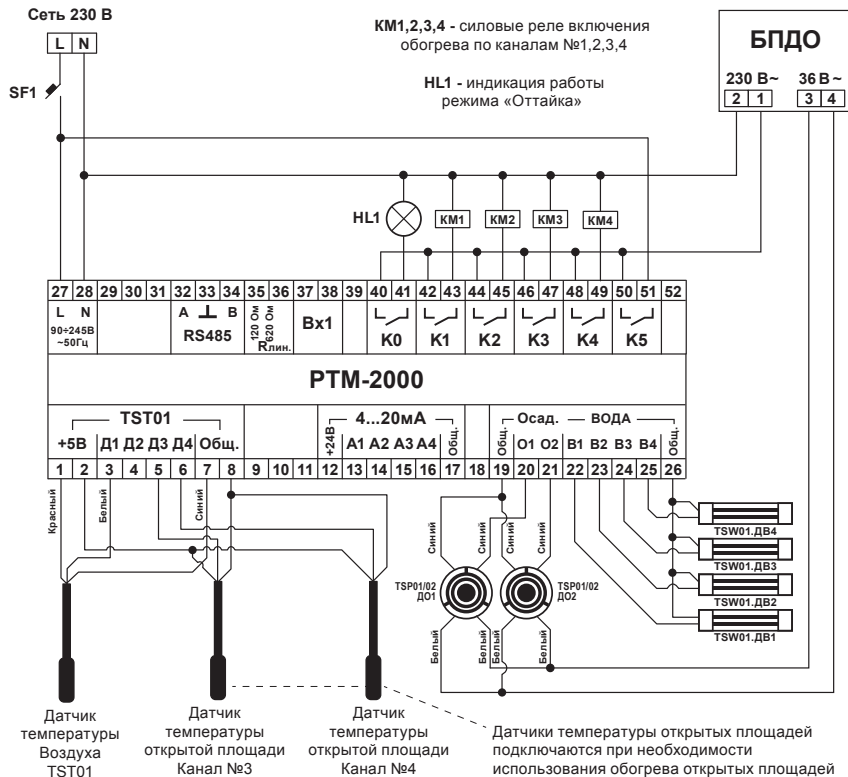 Сеть 230 В
L N
SF1
КМ1,2,3,4 - силовые реле включения
обогрева по каналам №1,2,3,4
HL1 - индикация работы
режима «Оттайка»
БПДО
230 В~ 36 В~
2 1 3 4
HL1 КМ1 КМ2 КМ3 КМ4
27 28 29 30 31 32 33 34 35 36 37 38 39 40 41 42 43 44 45 46 47 48 49 50 51 52
L N
90÷245В
~50Гц
A B
RS485
120 Ом
620 Ом
Rлин.
Вх1
K0 K1 K2 K3 K4 K5
РТМ-2000
TST01
+5В Д1 Д2 Д3 Д4 Общ.
4...20мА
+24В A1 A2 A3 A4 Общ.
Осад. ВОДА
Общ. О1 О2 В1 В2 В3 В4 Общ.
1 2 3 4 5 6 7 8 9 10 11 12 13 14 15 16 17 18 19 20 21 22 23 24 25 26
Красный Белый Синий
Синий Синий Синий Синий
TSW01.ДВ4
TSW01.ДВ3
TSW01.ДВ2
TSW01.ДВ1
TSP01/02
ДО1
TSP01/02
ДО2
Белый Белый Белый Белый
Датчик
температуры
Воздуха
TST01
Датчик
температуры
открытой площади
Канал №3
Датчик
температуры
открытой площади
Канал №4
Датчики температуры открытых площадей
подключаются при необходимости
использования обогрева открытых площадей